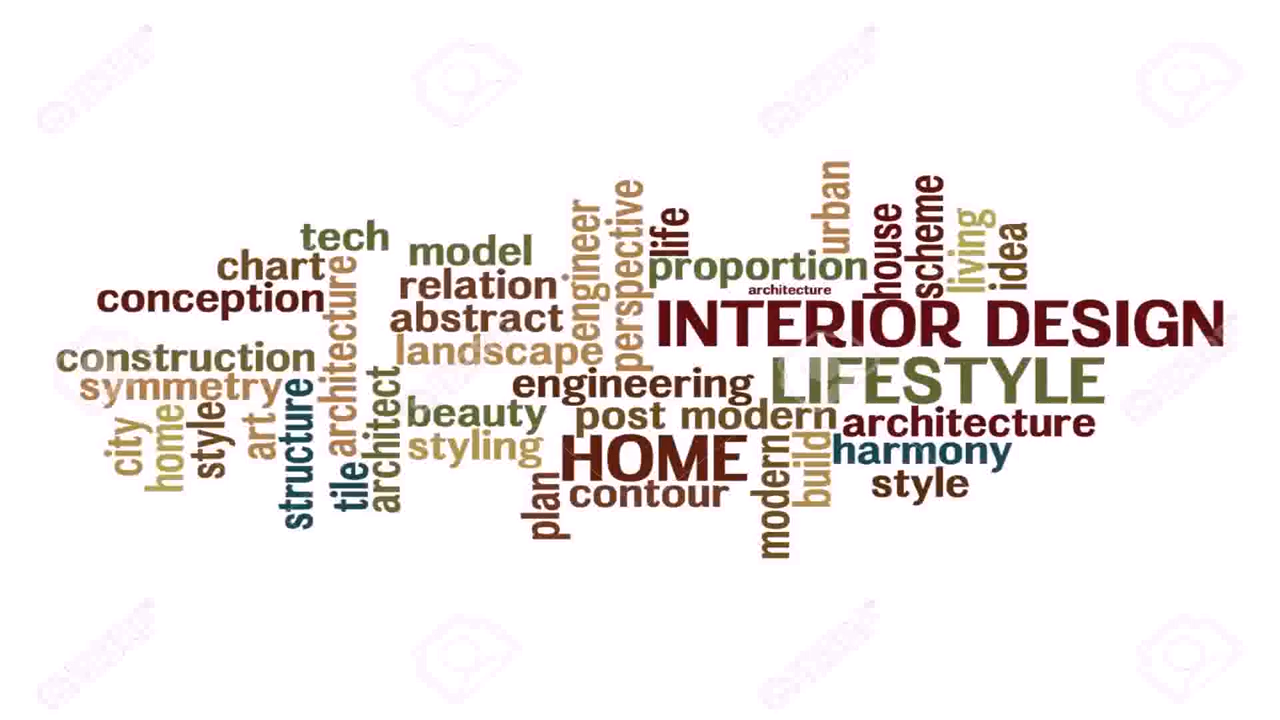 tech
chart
conception
construction
symmetry
city
home
style
art
structure
architecture
tile
architect
model
relation
abstract
landscape
beauty
styling
engineer
perspective
life
engineering
post modern
HOME
contour
plan
proportion
architecture
urban
house
scheme
living
idea
INTERIOR DESIGN
LIFESTYLE
architecture
harmony
style
modern
build